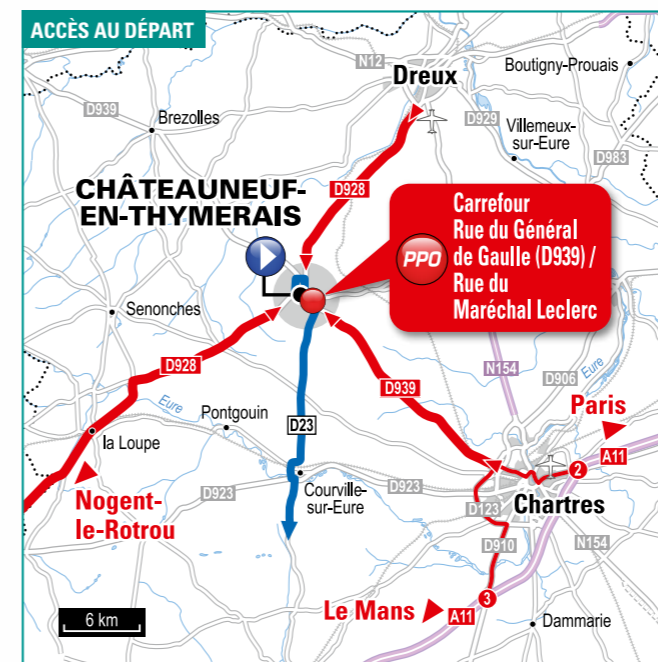 ACCÈS AU DÉPART
N12
Dreux
Boutigny-Prouais
D939
Brezolles
D929
Villemeux-
sur-Eure
D983
D928
CHÂTEAUNEUF-
EN-THYMERAIS
PPO
Carrefour
Rue du Général
de Gaulle (D939) /
Rue du
Maréchal Leclerc
Senonches
D928
D939
N154
D906
Eure
Eure
Pontgouin
D23
Paris
la Loupe
A11
2
Nogent-
le-Rotrou
D923
Courville-
sur-Eure
D923
D123
Chartres
D910
N154
6 km
Le Mans
A11
3
Dammarie